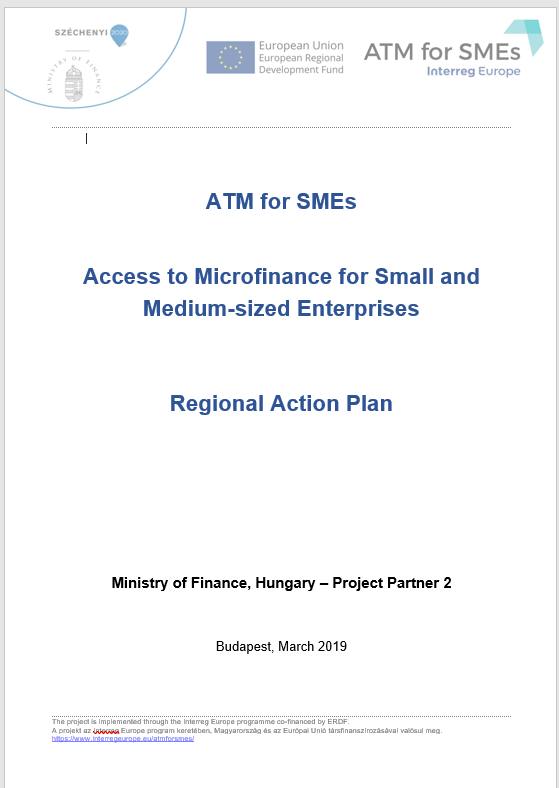 SZÉCHENYI 2020
MINISTRY OF FINANCE
European Union
European Regional
Development Fund
ATM for SMEs
Interreg Europe
ATM for SMEs
Access to Microfinance for Small and
Medium-sized Enterprises
Regional Action Plan
Ministry of Finance, Hungary – Project Partner 2
Budapest, March 2019
The project is implemented through the Interreg Europe programme co-financed by ERDF.
A projekt az Interreg Europe program keretében, Magyarország és az Európai Unió társfinanszírozásával valósul meg.
https://www.interregeurope.eu/atmforsmes/